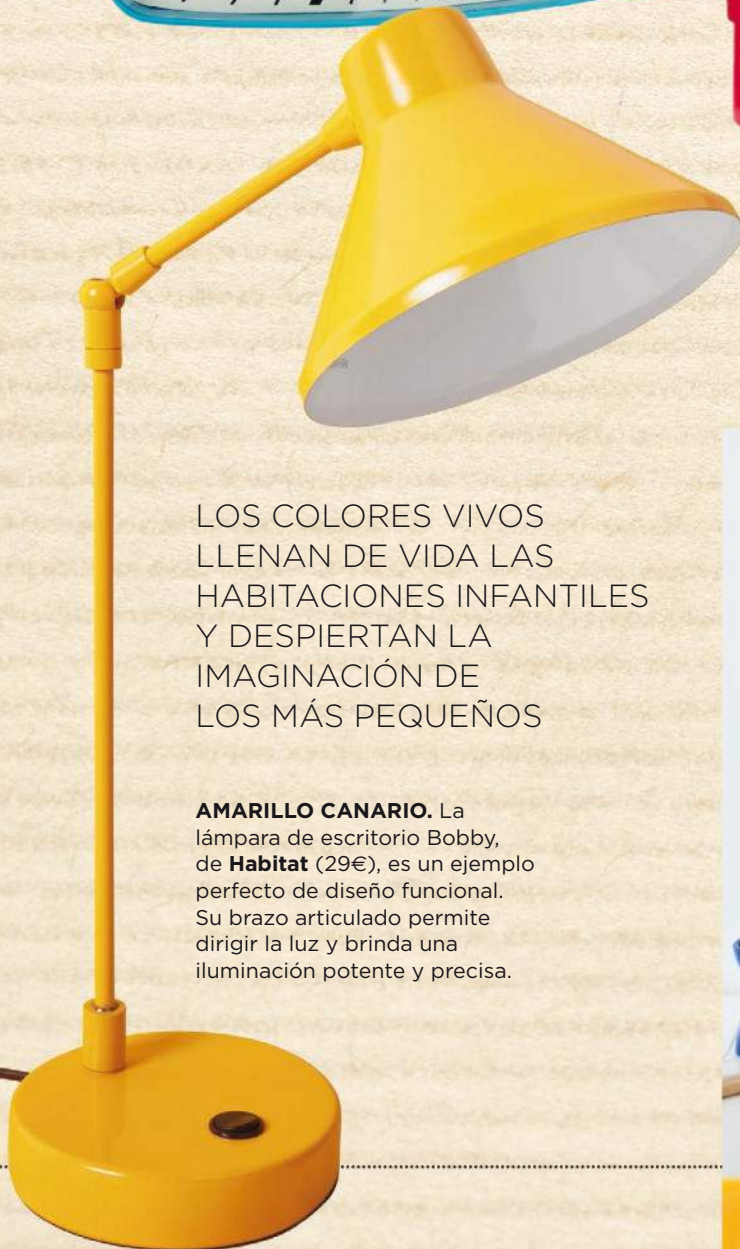 LOS COLORES VIVOS
LLENAN DE VIDA LAS
HABITACIONES INFANTILES
Y DESPIERTAN LA
IMAGINACIÓN DE
LOS MÁS PEQUEÑOS
AMARILLO CANARIO. La
lámpara de escritorio Bobby,
de Habitat (29€), es un ejemplo
perfecto de diseño funcional.
Su brazo articulado permite
dirigir la luz y brinda una
iluminación potente y precisa.